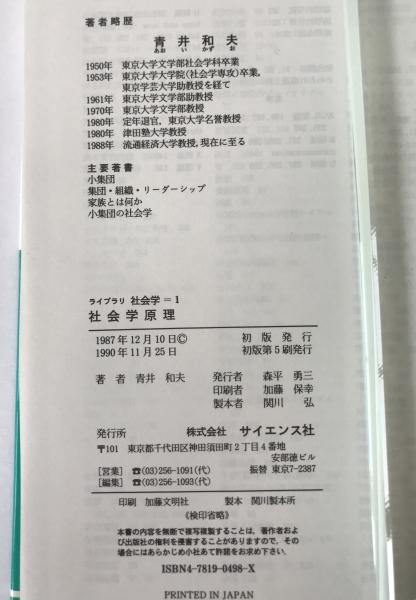 著者略歴
青井和夫
あおいかずお
1950年 東京大学文学部社会学科卒業
1953年 東京大学大学院(社会学専攻)卒業,
東京学芸大学助教授を経て
1961年 東京大学文学部助教授
1970年 東京大学文学部教授
1980年 定年退官, 東京大学名誉教授
1980年 津田塾大学教授
1988年 流通経済大学教授, 現在に至る
主要著書
小集団
集団・組織・リーダーシップ
家族とは何か
小集団の社会学
ライブラリ 社会学=1
社会学原理
1987年12月10日© 初版発行
1990年11月25日 初版第5刷発行
著者 青井和夫 発行者 森平勇三
印刷者 加藤保幸
製本者 関川弘
発行所 株式会社 サイエンス社
〒101 東京都千代田区神田須田町2丁目4番地
安部徳ビル
[営業] ☎(03)256-1091(代) 振替 東京7-2387
[編集] ☎(03)256-1093(代)
印刷 加藤文明社 製本 関川製本所
《検印省略》
本書の内容を無断で複写複製することは, 著作者およ
び出版社の権利を侵害することがありますので, その
場合にはあらかじめ小社あて許諾をお求め下さい.
ISBN4-7819-0498-X
PRINTED IN JAPAN